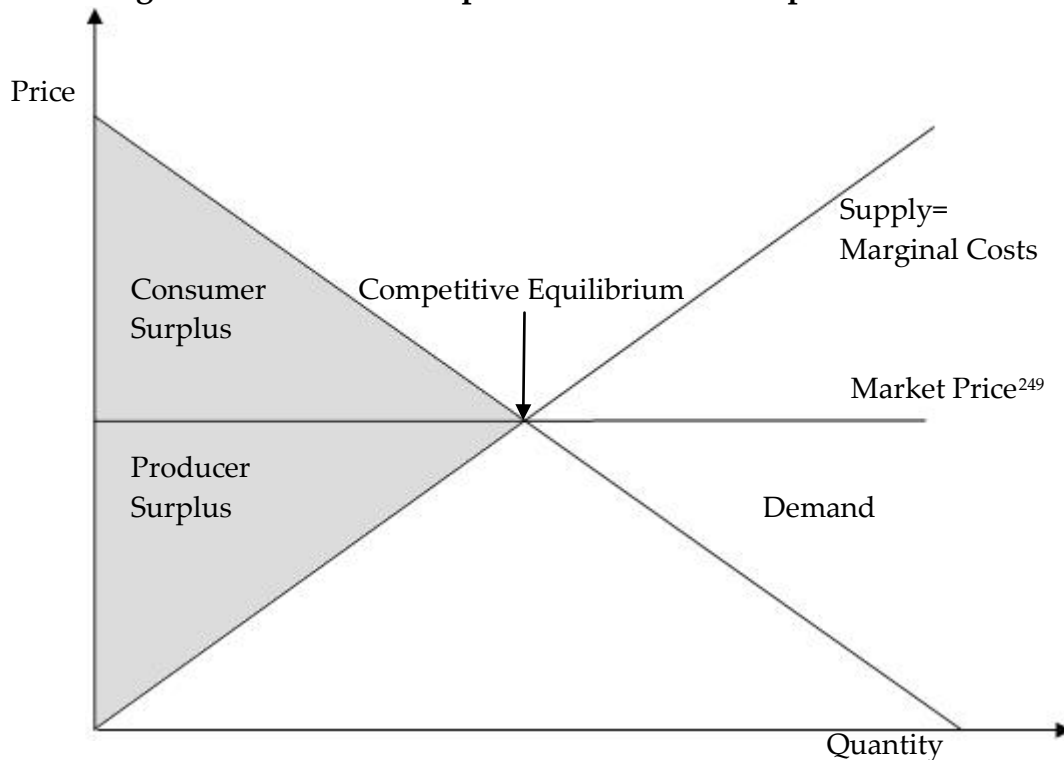 Price
Supply=
Marginal Costs
Consumer
Surplus
Competitive Equilibrium
Market Price249
Producer
Surplus
Demand
Quantity